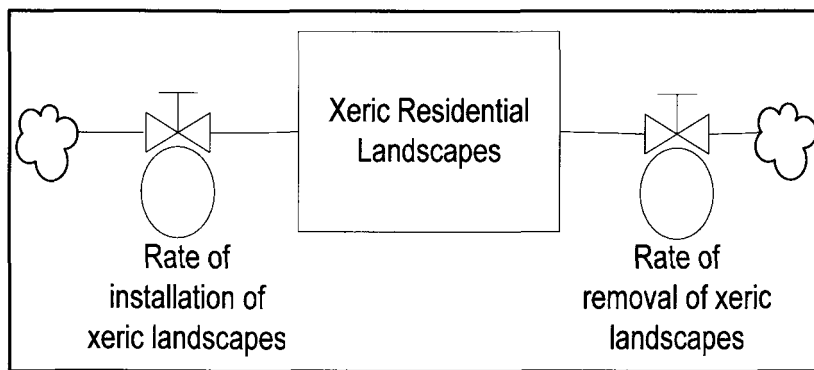 Xeric Residential
Landscapes
Rate of
installation of
xeric landscapes
Rate of
removal of xeric
landscapes